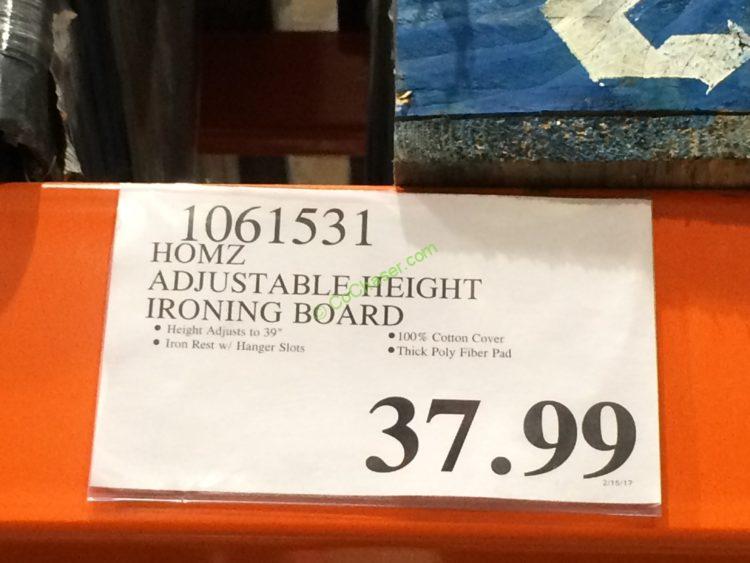 1061531
HOMZ
ADJUSTABLE HEIGHT
IRONING BOARD
• Height Adjusts to 39"
• Iron Rest w/ Hanger Slots
• 100% Cotton Cover
• Thick Poly Fiber Pad
37.99
2/15/17
© CoCkaser.com